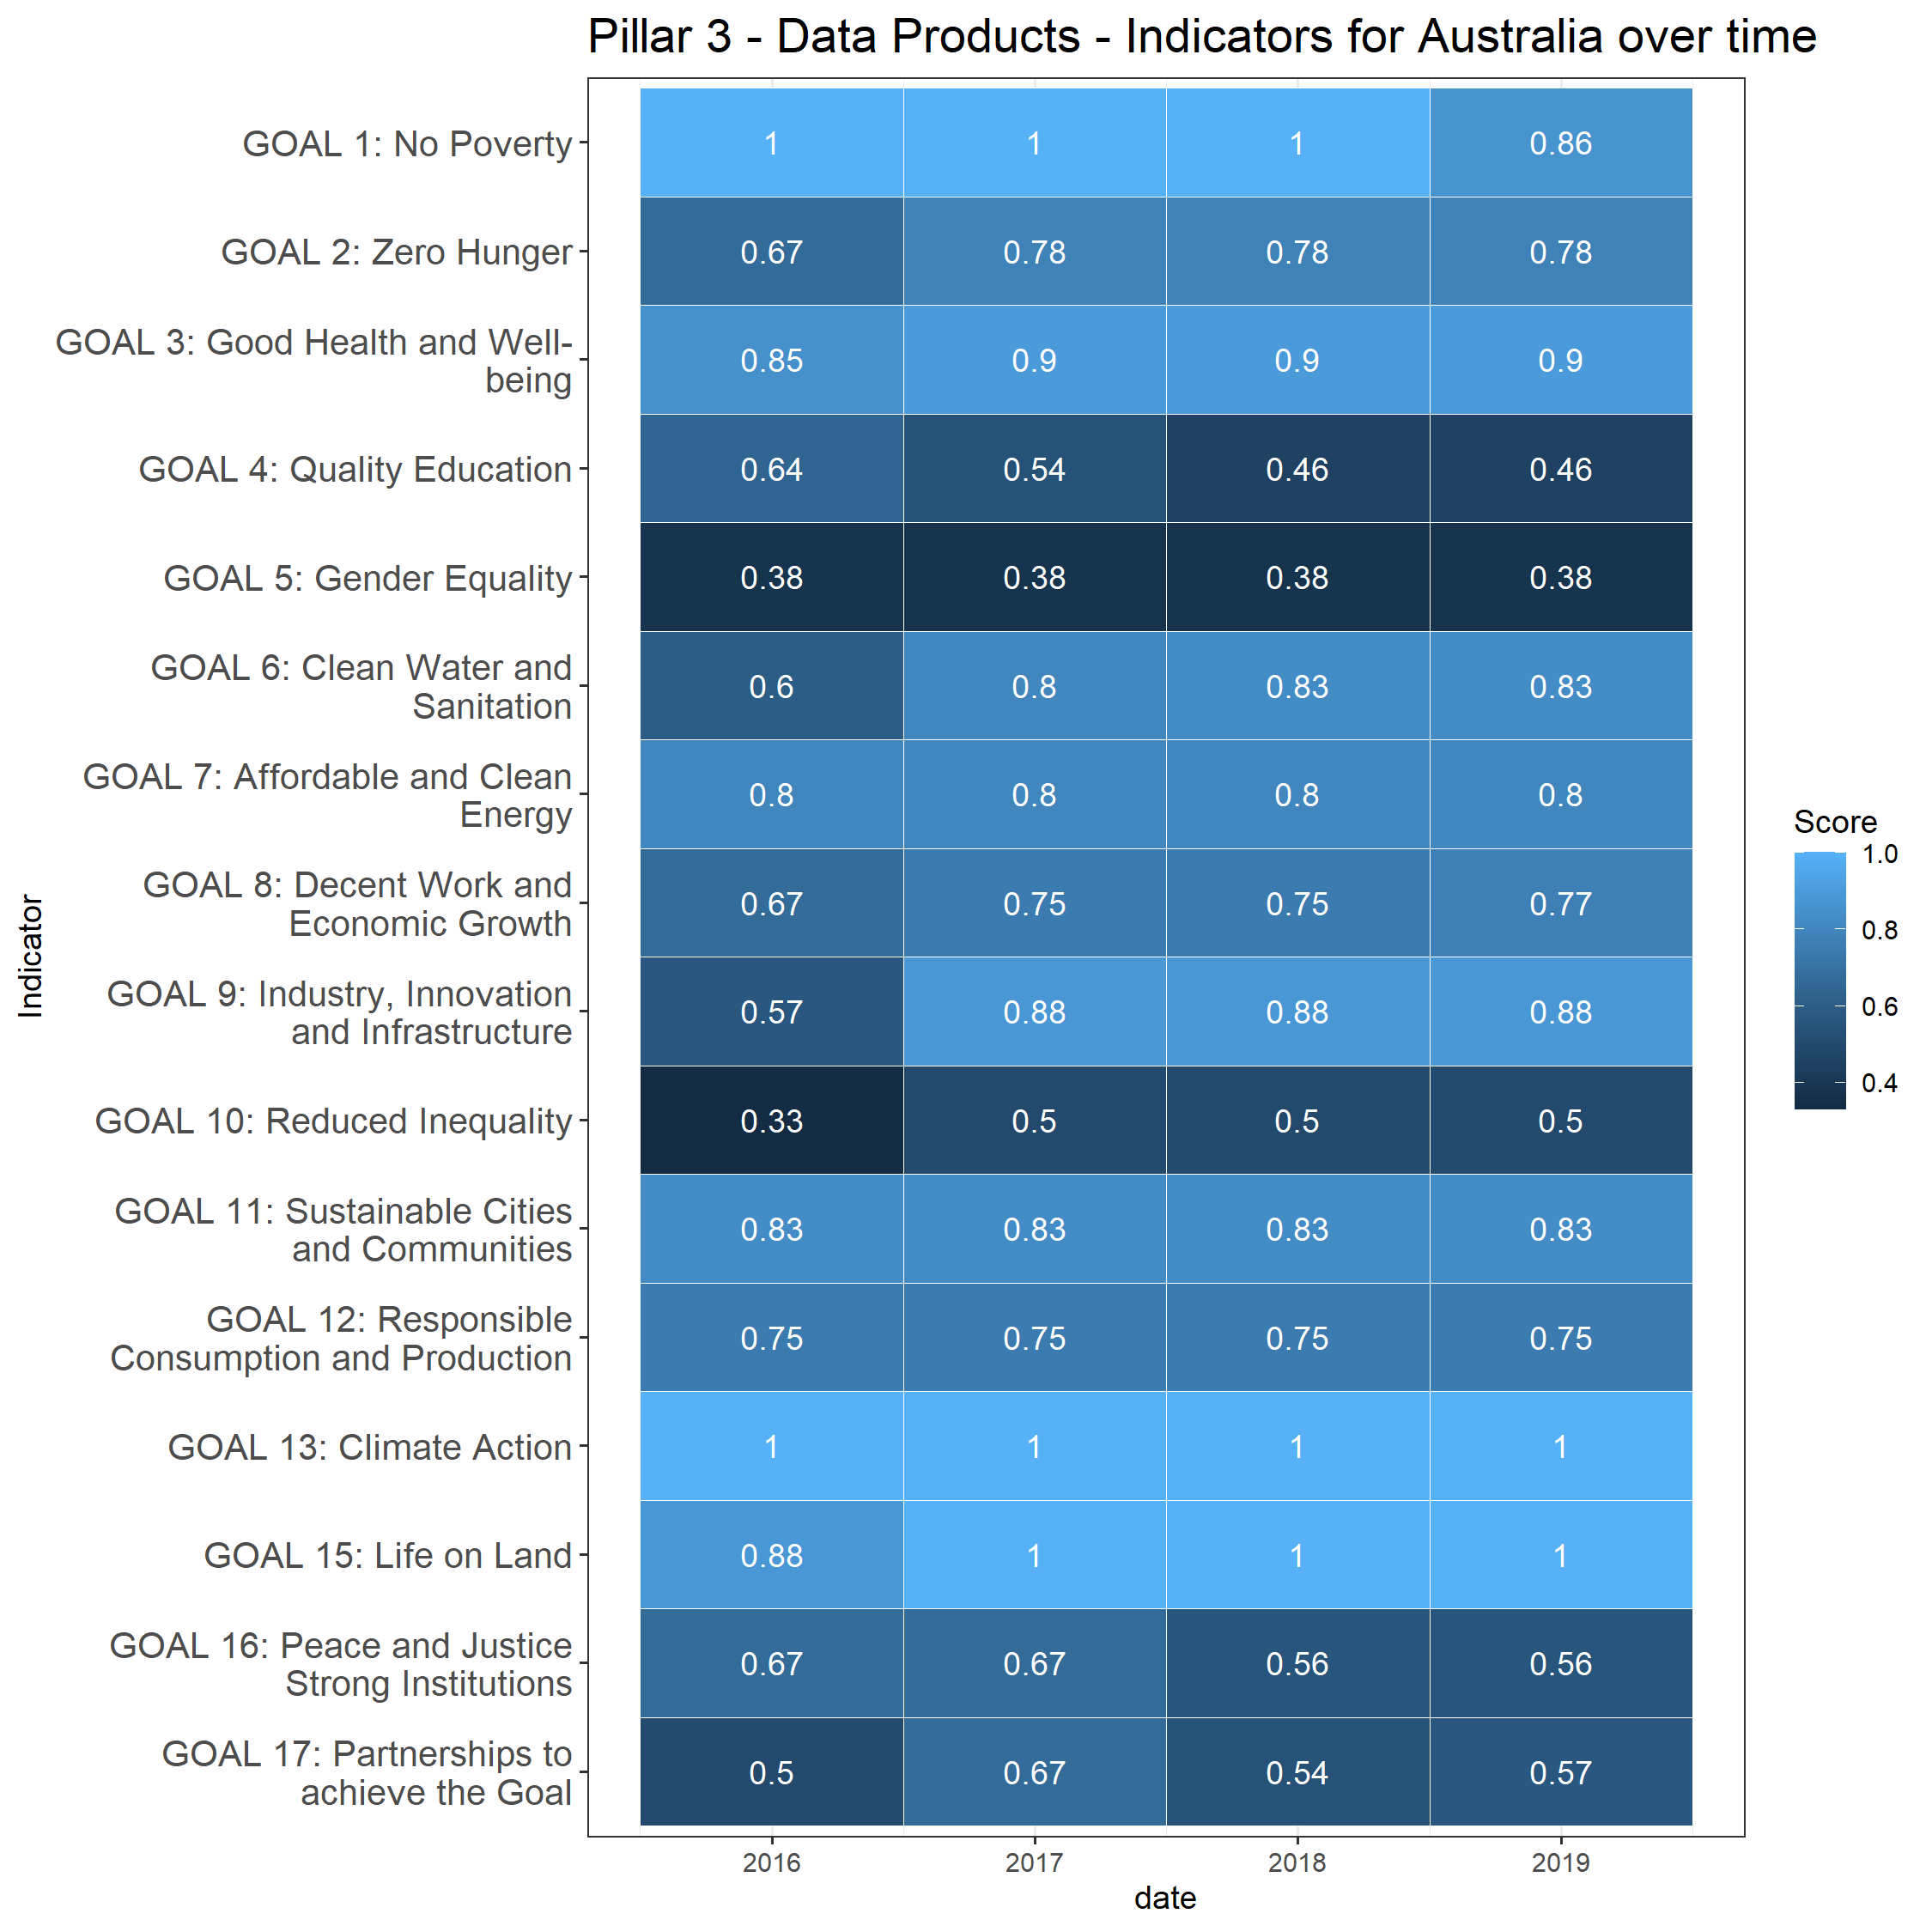 Pillar 3 - Data Products - Indicators for Australia over time
GOAL 1: No Poverty
1 1 1 0.86
GOAL 2: Zero Hunger
0.67 0.78 0.78 0.78
GOAL 3: Good Health and Well-
being
0.85 0.9 0.9 0.9
GOAL 4: Quality Education
0.64 0.54 0.46 0.46
GOAL 5: Gender Equality
0.38 0.38 0.38 0.38
GOAL 6: Clean Water and
Sanitation
0.6 0.8 0.83 0.83
GOAL 7: Affordable and Clean
Energy
0.8 0.8 0.8 0.8
GOAL 8: Decent Work and
Economic Growth
0.67 0.75 0.75 0.77
GOAL 9: Industry, Innovation
and Infrastructure
0.57 0.88 0.88 0.88
GOAL 10: Reduced Inequality
0.33 0.5 0.5 0.5
GOAL 11: Sustainable Cities
and Communities
0.83 0.83 0.83 0.83
GOAL 12: Responsible
Consumption and Production
0.75 0.75 0.75 0.75
GOAL 13: Climate Action
1 1 1 1
GOAL 15: Life on Land
0.88 1 1 1
GOAL 16: Peace and Justice
Strong Institutions
0.67 0.67 0.56 0.56
GOAL 17: Partnerships to
achieve the Goal
0.5 0.67 0.54 0.57
2016 2017 2018 2019
date
Indicator
Score
1.0
0.8
0.6
0.4